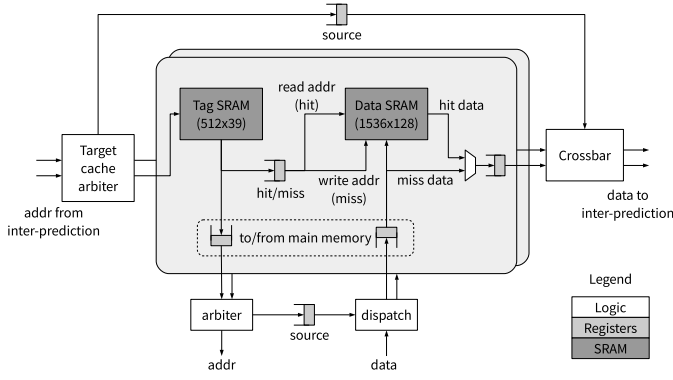 source
read addr
(hit)
Tag SRAM
(512x39)
Data SRAM
(1536x128)
hit data
Target
cache
arbiter
Crossbar
hit/miss
write addr
(miss)
miss data
addr from
inter-prediction
data to
inter-prediction
to/from main memory
Legend
Logic
Registers
SRAM
arbiter
source
dispatch
addr
data